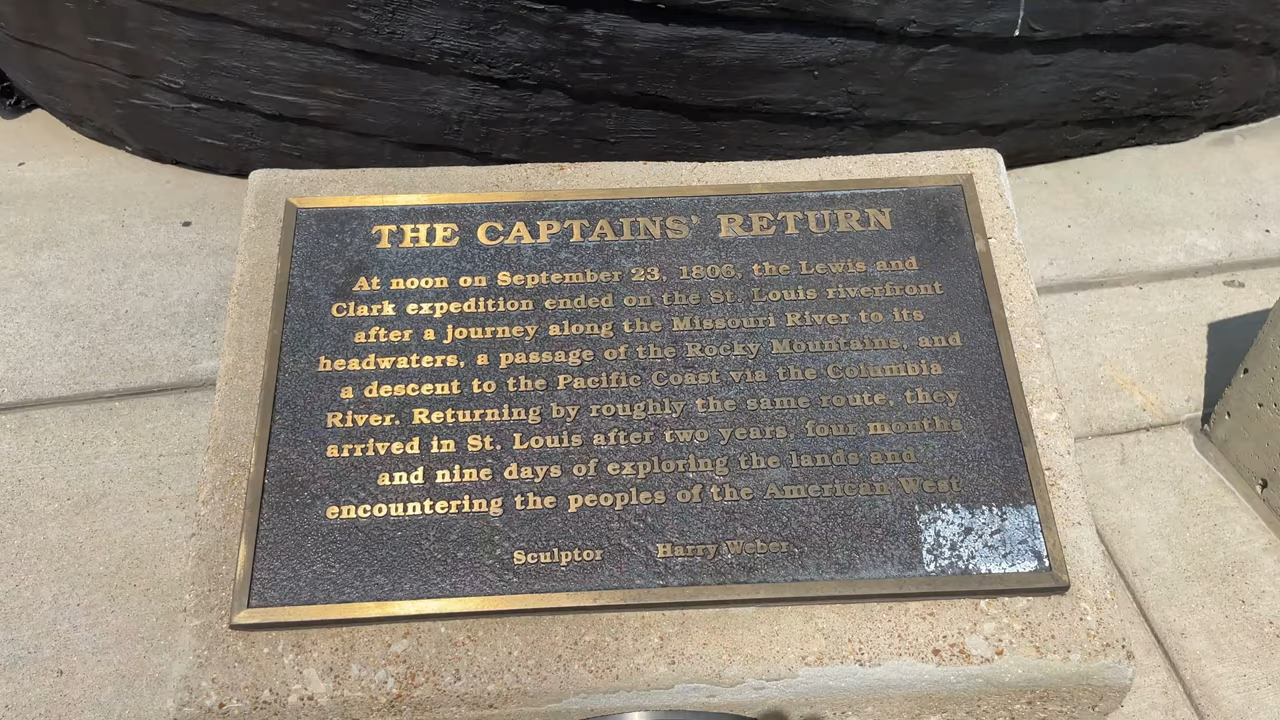 THE CAPTAINS' RETURN
At noon on September 23, 1806, the Lewis and
Clark expedition ended on the St. Louis riverfront
after a journey along the Missouri River to its
headwaters, a passage of the Rocky Mountains, and
a descent to the Pacific Coast via the Columbia
River. Returning by roughly the same route, they
arrived in St. Louis after two years, four months
and nine days of exploring the lands and
encountering the peoples of the American West
Sculptor Harry Weber